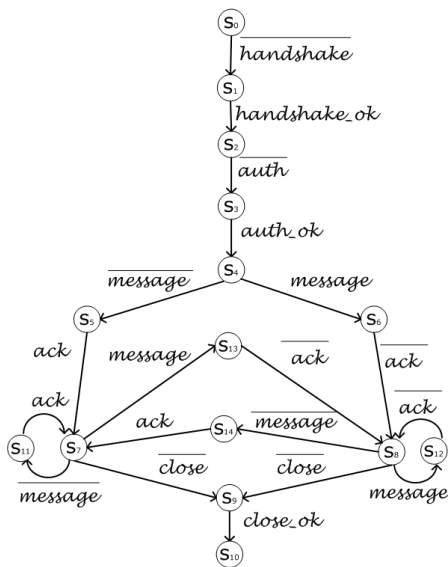 S0
handshake
S1
handshake_ok
S2
auth
S3
auth_ok
S4
message message
S5 S6
ack message S13 ack ack
ack ack
S11 S7 ack S14 message S8 S12
message close close message
S9
close_ok
S10